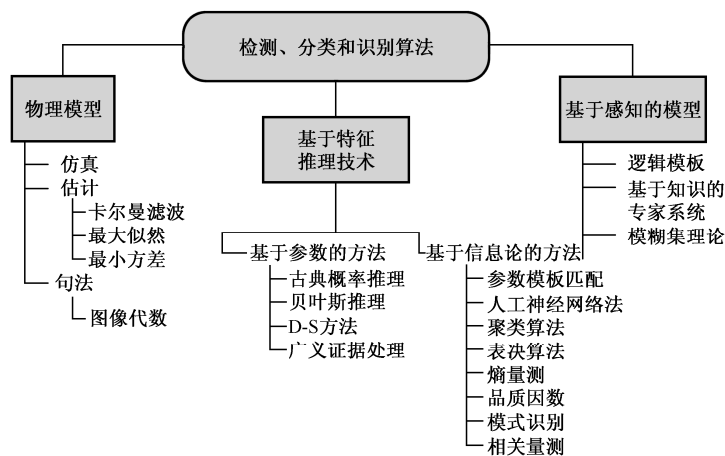 检测、分类和识别算法
物理模型
仿真
估计
卡尔曼滤波
最大似然
最小方差
句法
图像代数
基于特征
推理技术
基于参数的方法
古典概率推理
贝叶斯推理
D-S方法
广义证据处理
基于信息论的方法
参数模板匹配
人工神经网络法
聚类算法
表决算法
熵量测
品质因数
模式识别
相关量测
基于感知的模型
逻辑模板
基于知识的
专家系统
模糊集理论